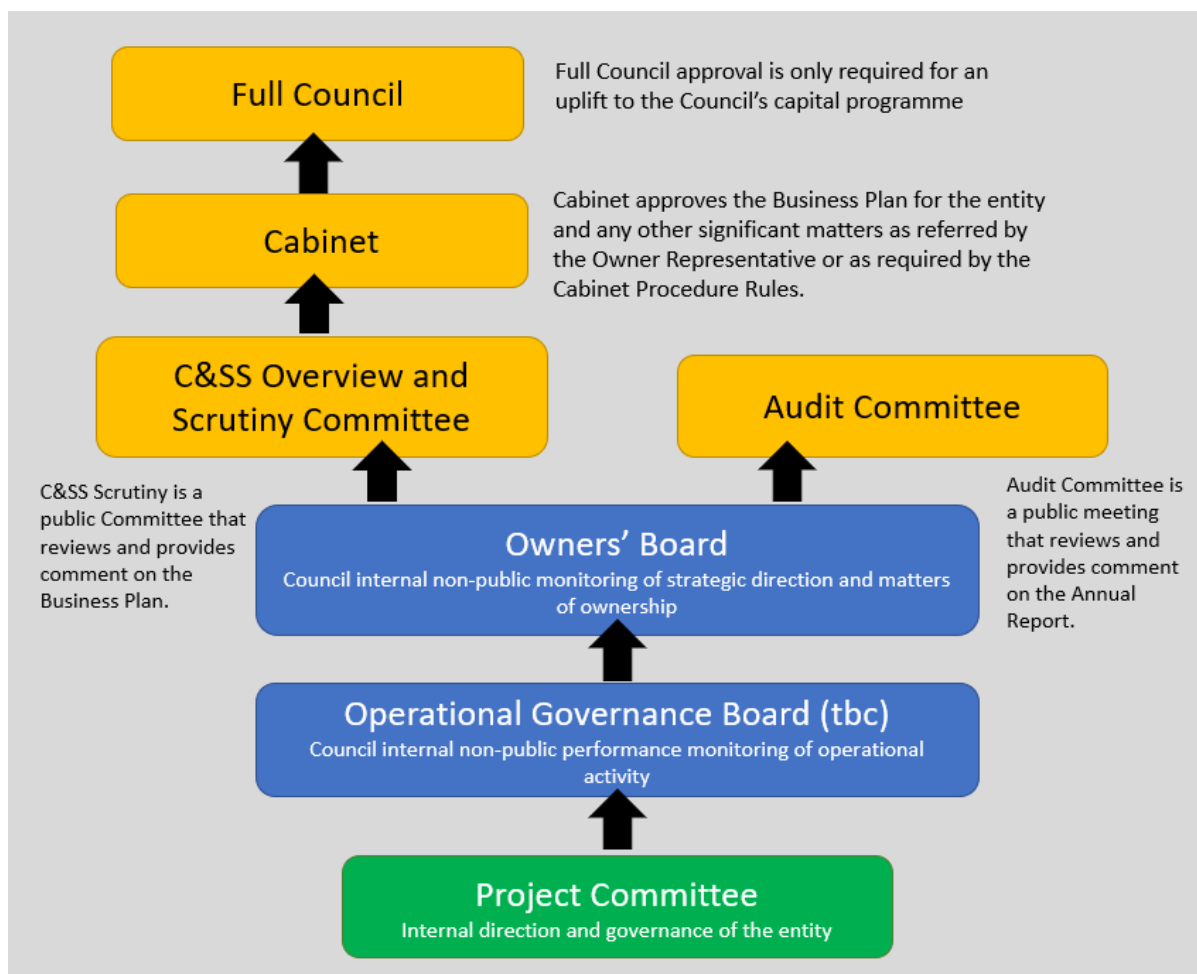 Full Council
Full Council approval is only required for an
uplift to the Council’s capital programme
Cabinet
Cabinet approves the Business Plan for the entity
and any other significant matters as referred by
the Owner Representative or as required by the
Cabinet Procedure Rules.
C&SS Overview and
Scrutiny Committee
Audit Committee
C&SS Scrutiny is a
public Committee that
reviews and provides
comment on the
Business Plan.
Audit Committee is
a public meeting
that reviews and
provides comment
on the Annual
Report.
Owners’ Board
Council internal non-public monitoring of strategic direction and matters
of ownership
Operational Governance Board (tbc)
Council internal non-public performance monitoring of operational
activity
Project Committee
Internal direction and governance of the entity